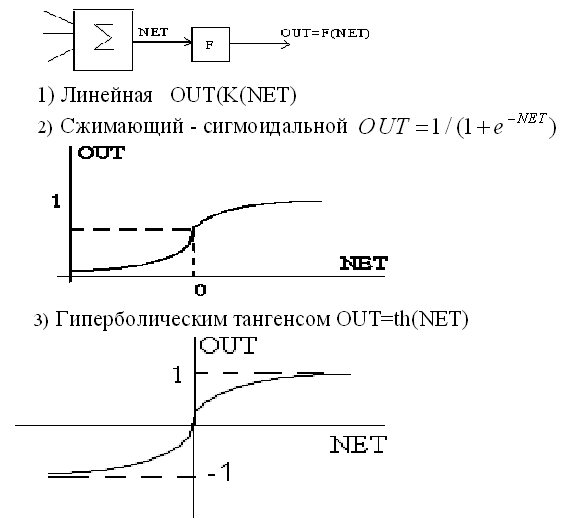 Σ NET F OUT=F(NET)
1) Линейная OUT(K(NET)
2) Сжимающий - сигмоидальной OUT=1/(1+e^{-NET})
OUT
1
NET
0
3) Гиперболическим тангенсом OUT=th(NET)
OUT
1
NET
-1